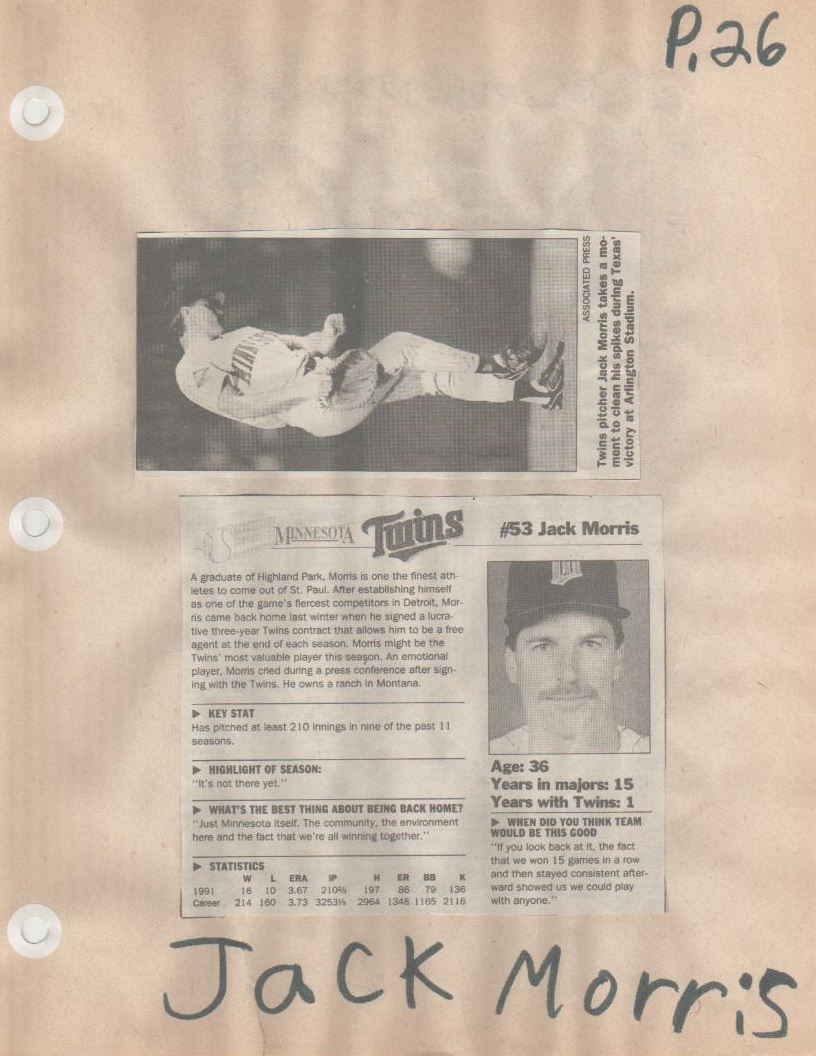 P.26
ASSOCIATED PRESS
Twins pitcher Jack Morris takes a mo-
ment to clean his spikes during Texas'
victory at Arlington Stadium.
MINNESOTA Twins
#53 Jack Morris
A graduate of Highland Park, Morris is one the finest ath-
letes to come out of St. Paul. After establishing himself
as one of the game's fiercest competitors in Detroit, Mor-
ris came back home last winter when he signed a lucra-
tive three-year Twins contract that allows him to be a free
agent at the end of each season. Morris might be the
Twins' most valuable player this season. An emotional
player, Morris cried during a press conference after sign-
ing with the Twins. He owns a ranch in Montana.
▶ KEY STAT
Has pitched at least 210 innings in nine of the past 11
seasons.
▶ HIGHLIGHT OF SEASON:
"It's not there yet."
▶ WHAT'S THE BEST THING ABOUT BEING BACK HOME?
"Just Minnesota itself. The community, the environment
here and the fact that we're all winning together."
▶ STATISTICS
W L ERA IP H ER BB K
1991 16 10 3.67 210⅔ 197 86 79 136
Career 214 160 3.73 3253⅓ 2964 1348 1165 2116
Age: 36
Years in majors: 15
Years with Twins: 1
▶ WHEN DID YOU THINK TEAM
WOULD BE THIS GOOD
"If you look back at it, the fact
that we won 15 games in a row
and then stayed consistent after-
ward showed us we could play
with anyone."
Jack Morris